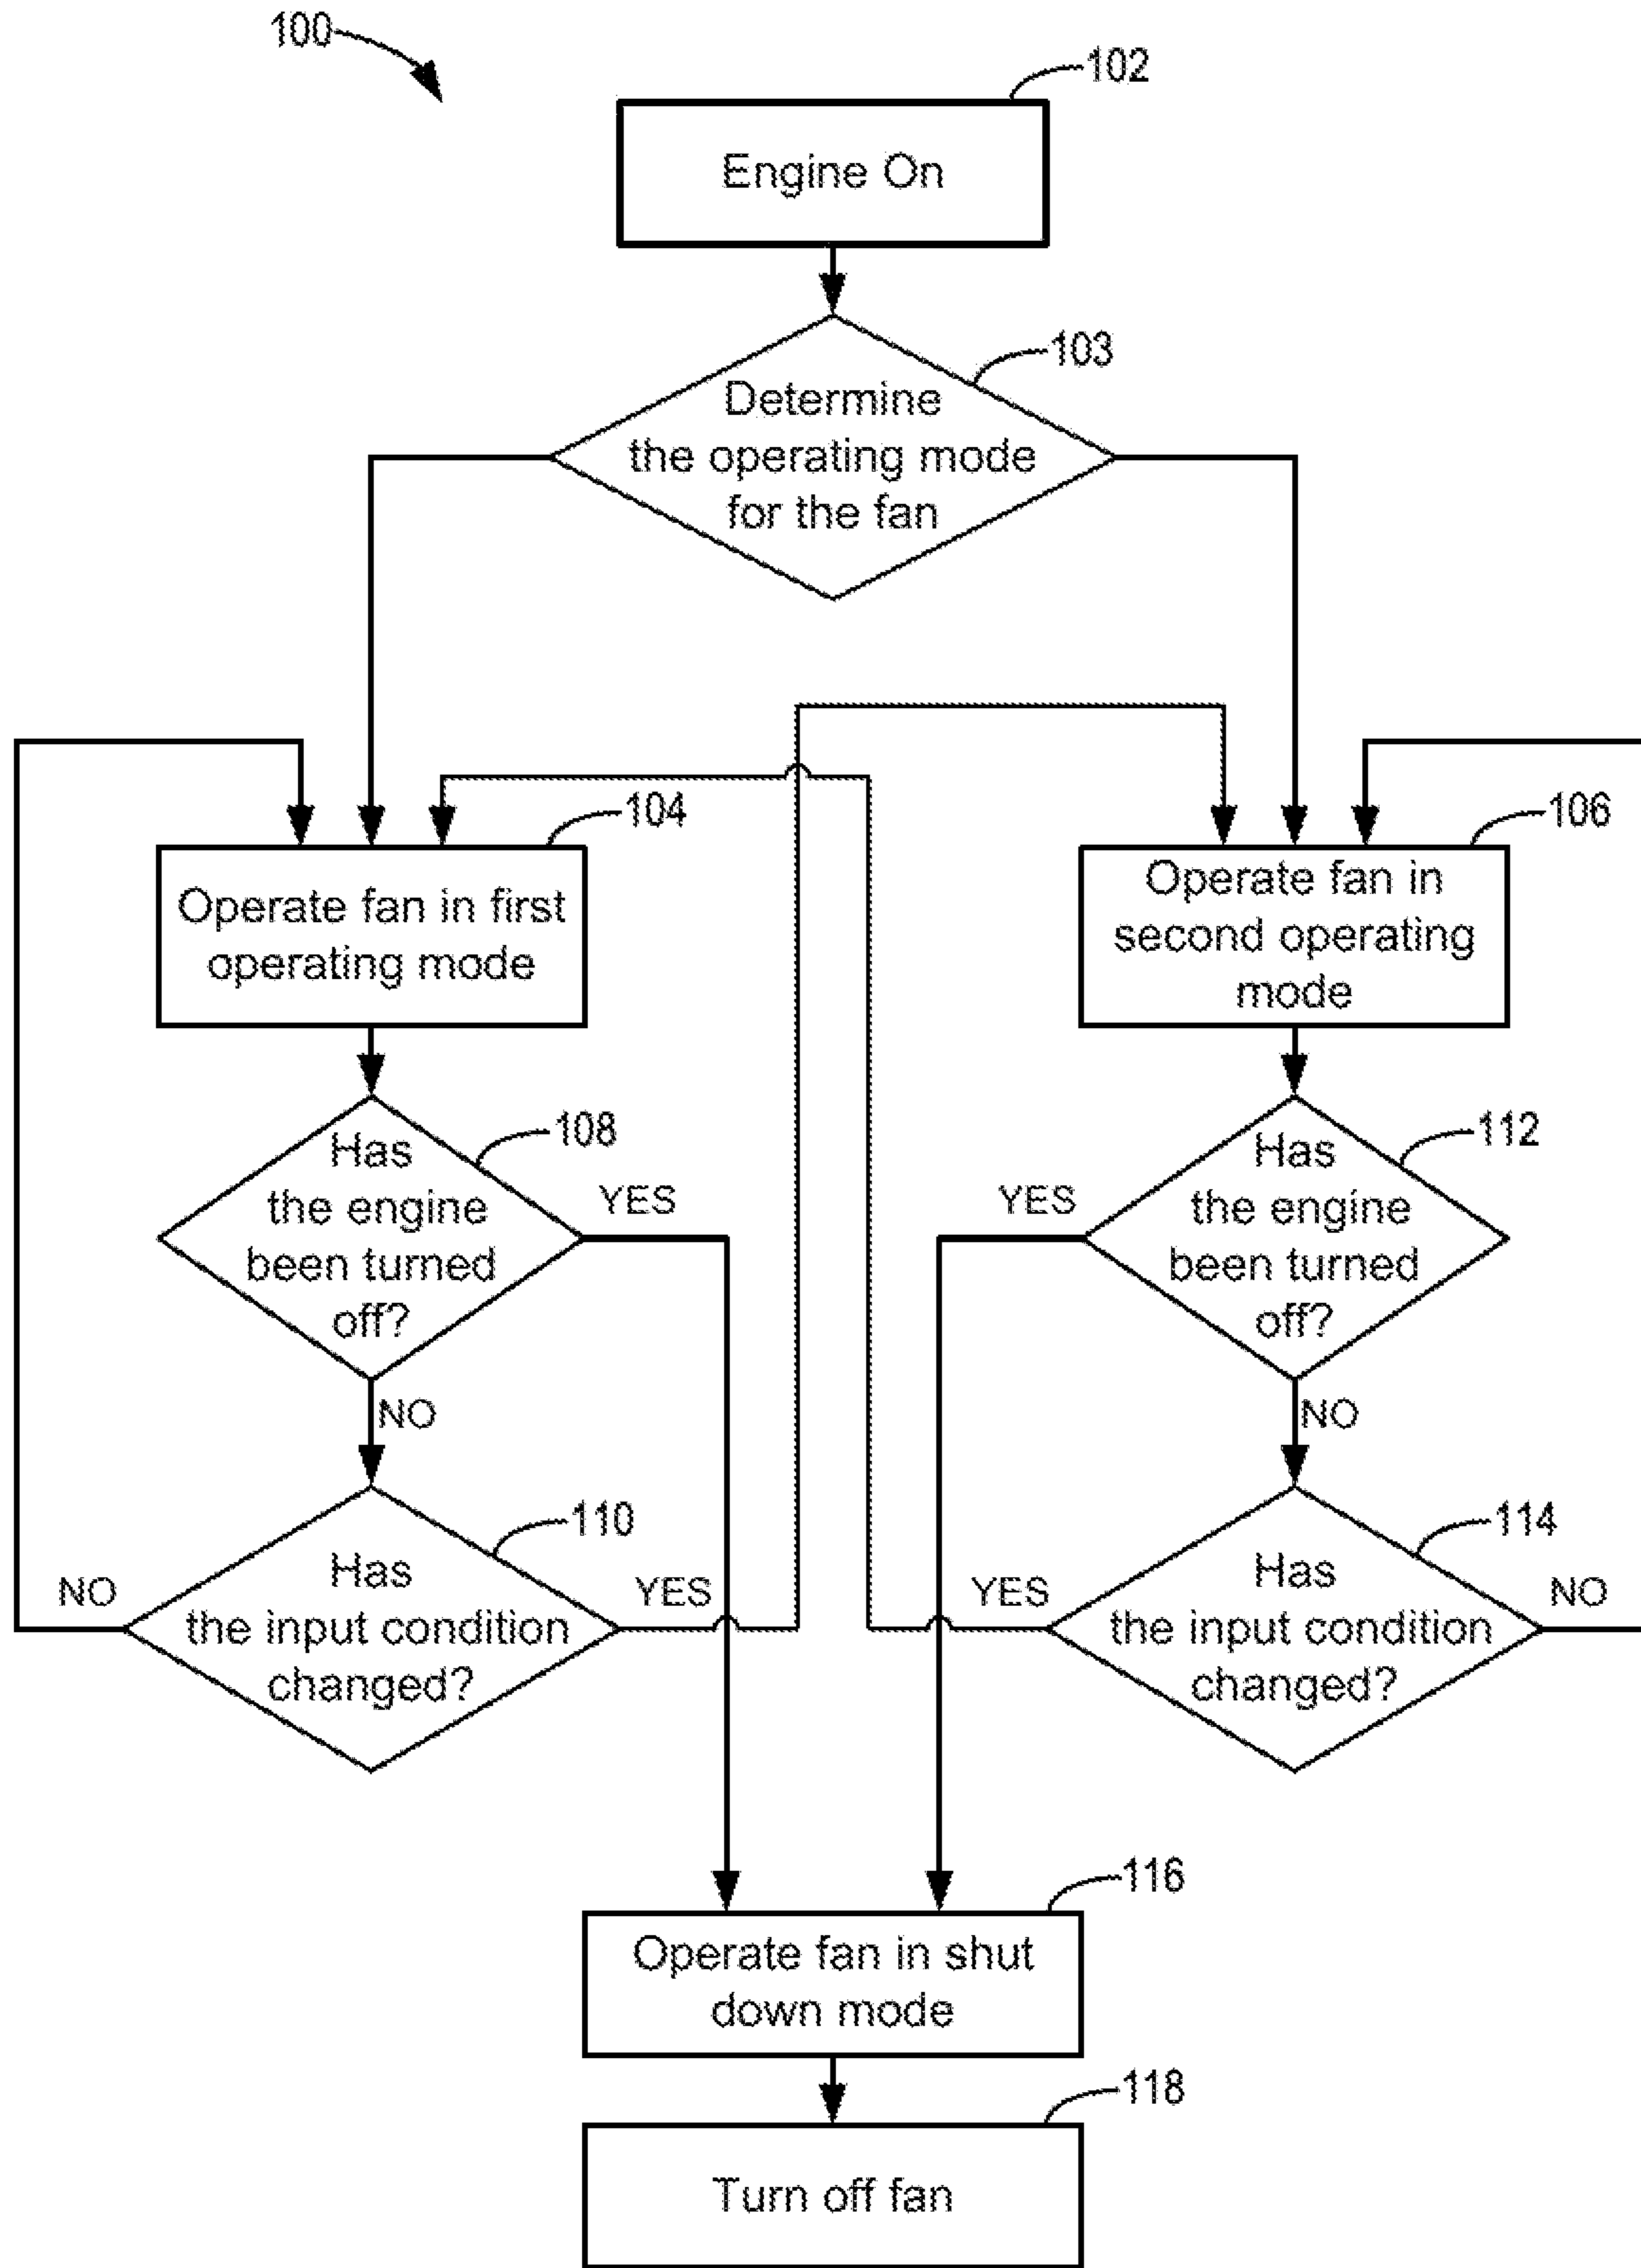 100
102
Engine On
103
Determine
the operating mode
for the fan
104
Operate fan in first
operating mode
106
Operate fan in
second operating
mode
108
Has
the engine
been turned
off?
YES
NO
112
Has
the engine
been turned
off?
YES
NO
110
Has
the input condition
changed?
NO
YES
114
Has
the input condition
changed?
YES
NO
116
Operate fan in shut
down mode
118
Turn off fan